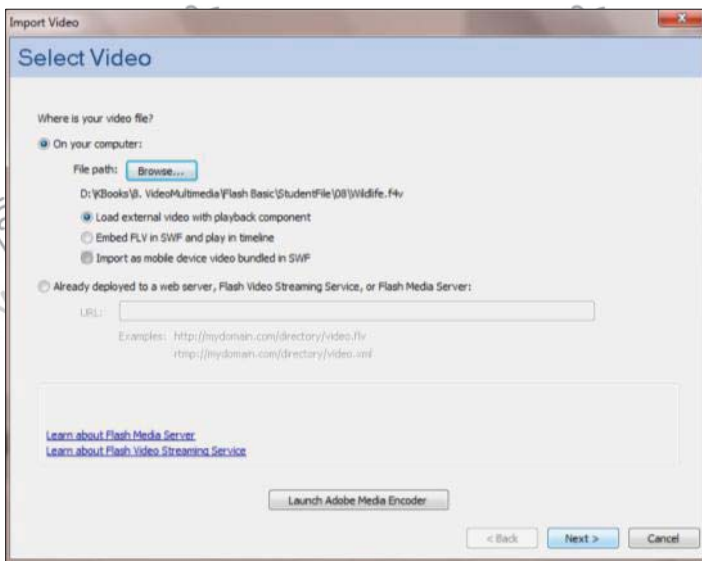 Import Video
Select Video
Where is your video file?
On your computer:
File path: Browse...
D:\KBooks\8. VideoMultimedia\Flash Basic\StudentFile\08\Wildlife.f4v
Load external video with playback component
Embed FLV in SWF and play in timeline
Import as mobile device video bundled in SWF
Already deployed to a web server, Flash Video Streaming Service, or Flash Media Server:
URL:
Examples: http://mydomain.com/directory/video.flv
rtmp://mydomain.com/directory/video.xml
Learn about Flash Media Server
Learn about Flash Video Streaming Service
Launch Adobe Media Encoder
< Back Next > Cancel